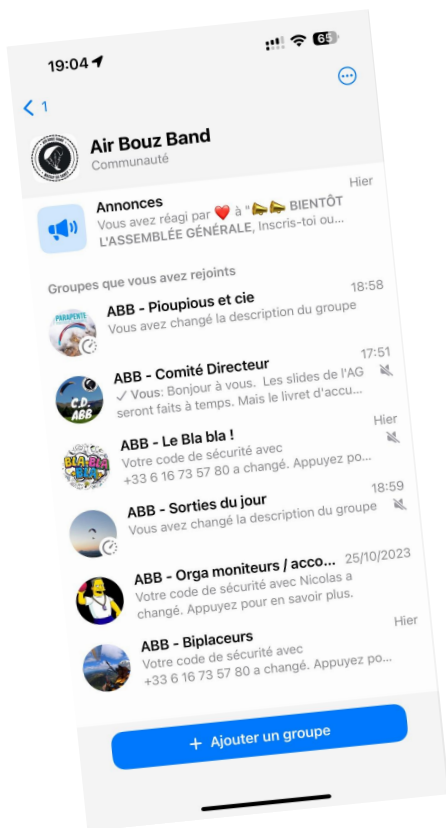 19:04
65
1
Air Bouz Band
Communauté
Annonces
Hier
Vous avez réagi par ❤️ à "📣📣 BIENTÔT
L'ASSEMBLÉE GÉNÉRALE, Inscris-toi ou...
Groupes que vous avez rejoints
PARAPENTE
ABB - Pioupious et cie
18:58
Vous avez changé la description du groupe
C.D.
ABB
ABB - Comité Directeur
17:51
✓ Vous: Bonjour à vous. Les slides de l'AG
seront faits à temps. Mais le livret d'accu...
BLA-BLA
BLA
ABB - Le Bla bla !
Hier
Votre code de sécurité avec
+33 6 16 73 57 80 a changé. Appuyez po...
ABB - Sorties du jour
18:59
Vous avez changé la description du groupe
ABB - Orga moniteurs / acco...
25/10/2023
Votre code de sécurité avec Nicolas a
changé. Appuyez pour en savoir plus.
ABB - Biplaceurs
Hier
Votre code de sécurité avec
+33 6 16 73 57 80 a changé. Appuyez po...
+ Ajouter un groupe